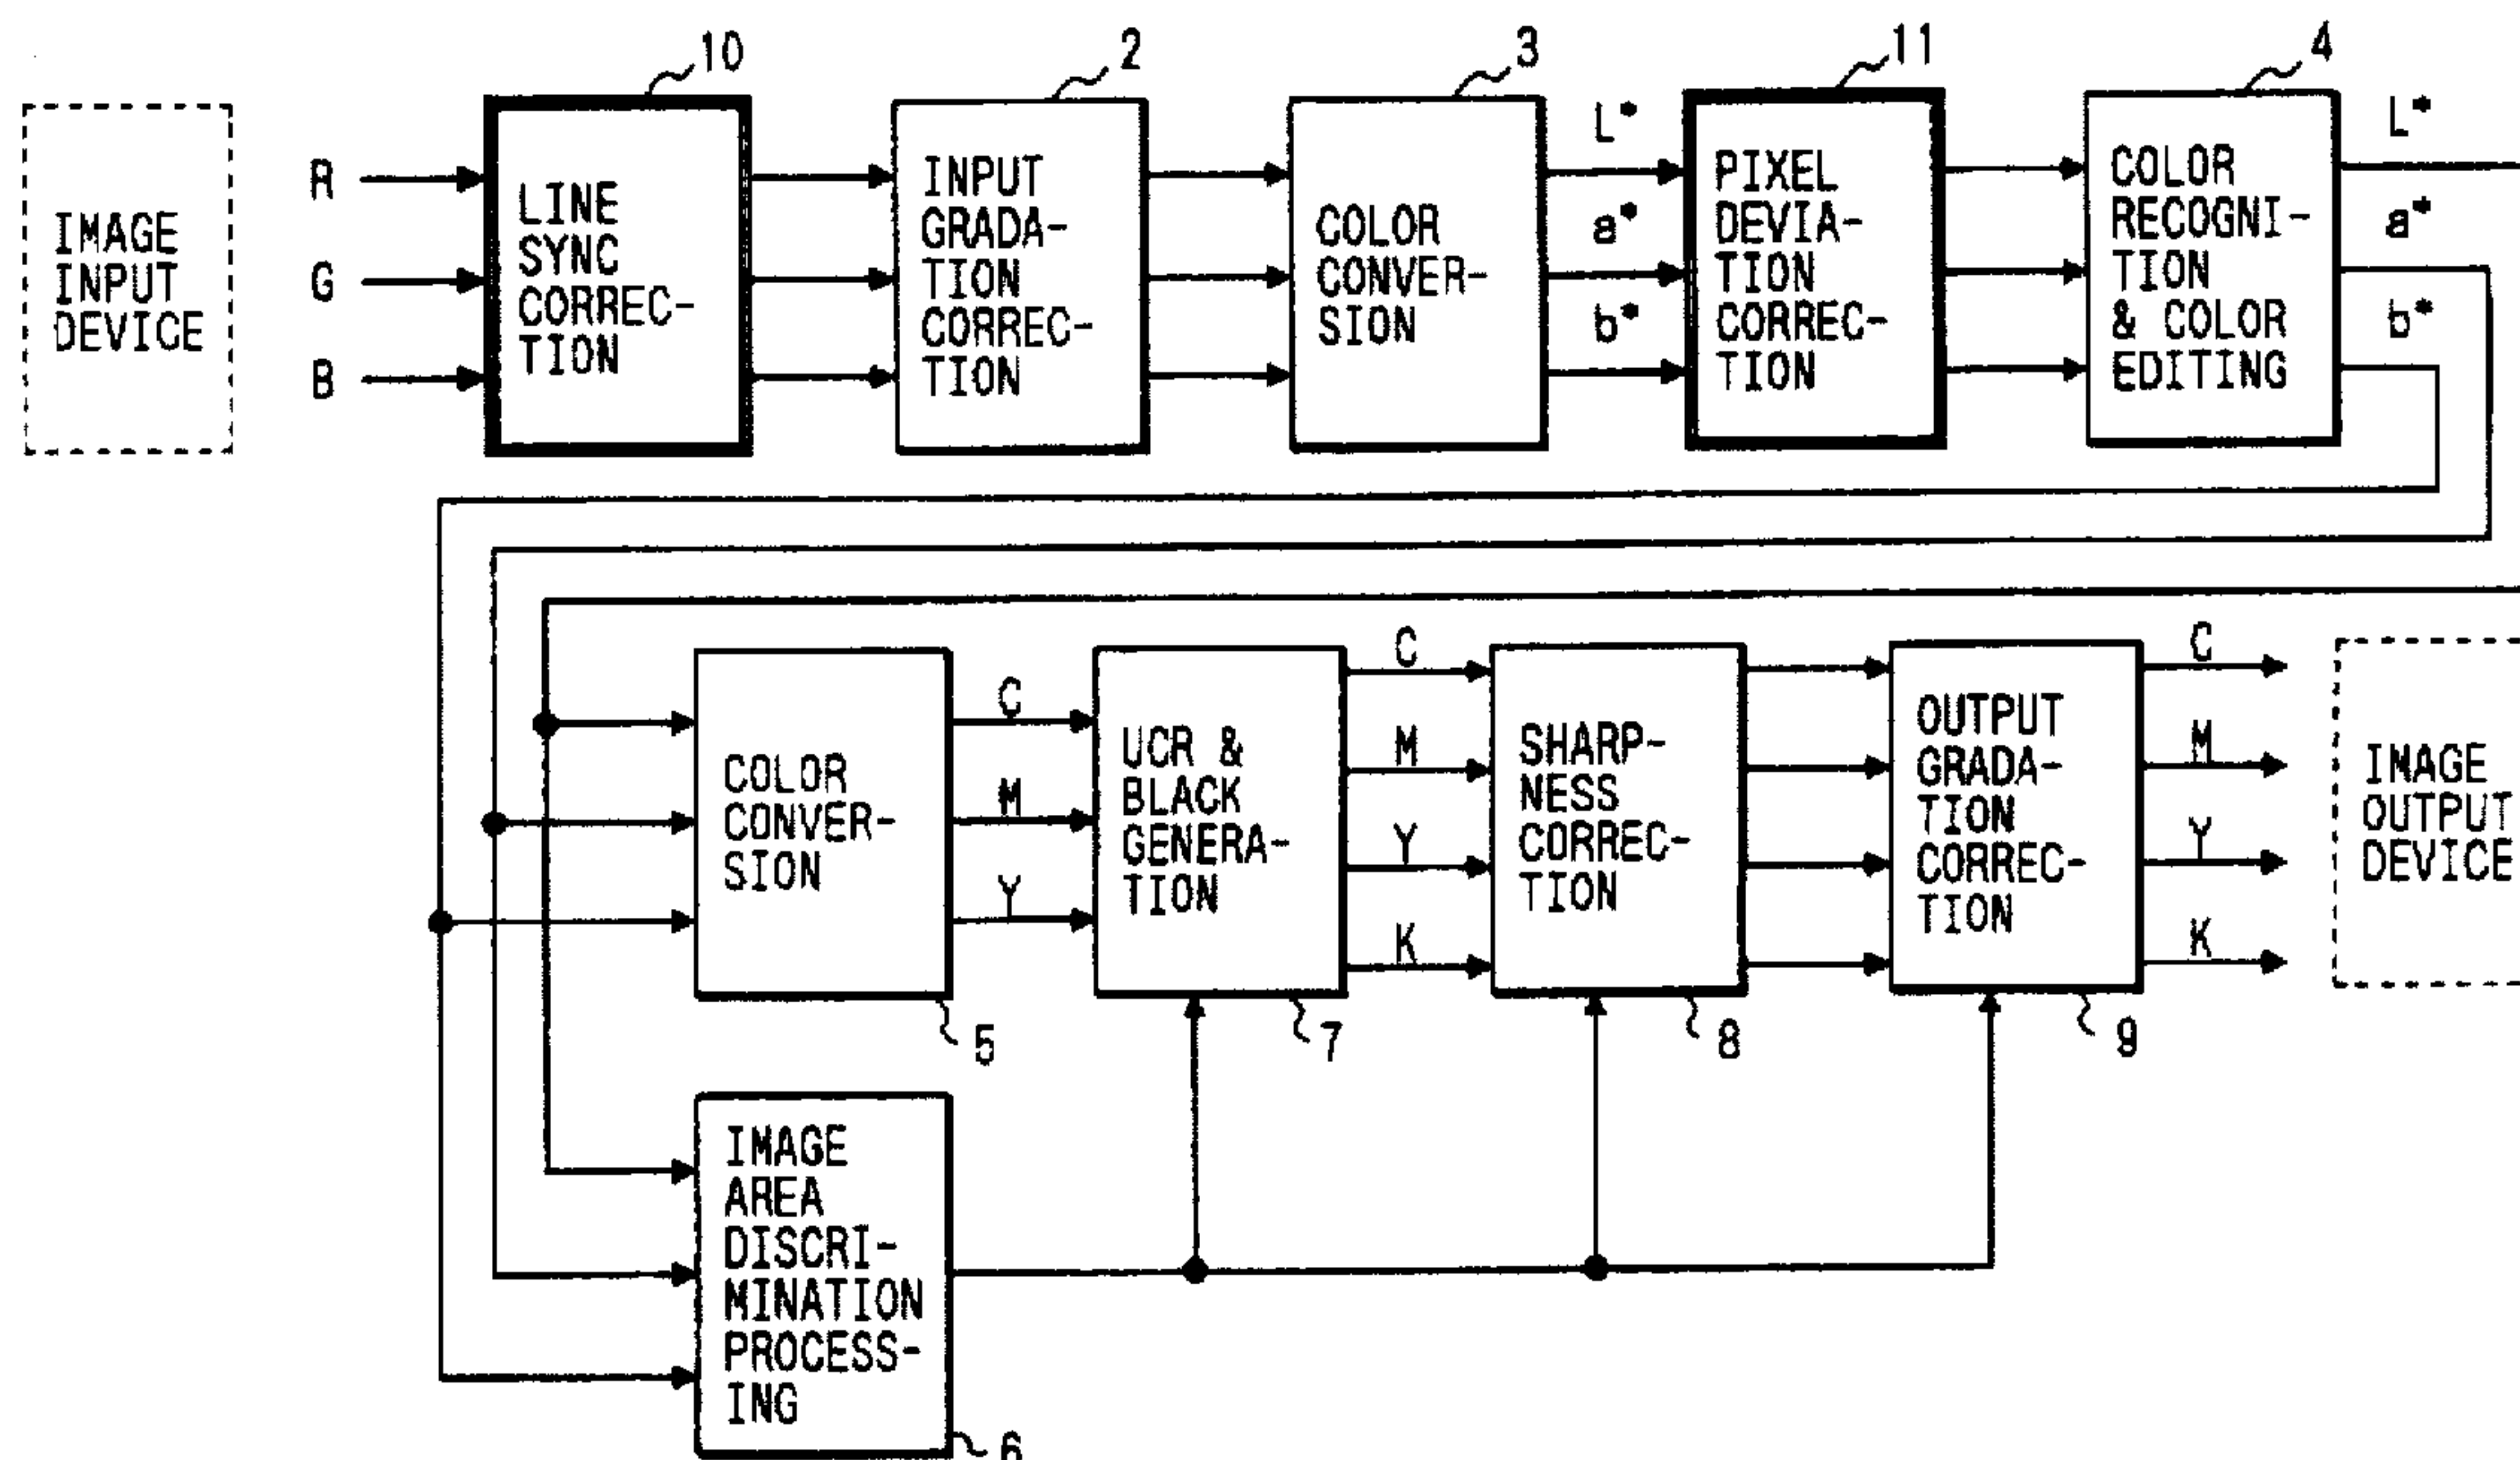 10
2
3
11
4
IMAGE
INPUT
DEVICE
R
G
B
LINE
SYNC
CORREC-
TION
INPUT
GRADA-
TION
CORREC-
TION
COLOR
CONVER-
SION
L*
a*
b*
PIXEL
DEVIA-
TION
CORREC-
TION
COLOR
RECOGNI-
TION
& COLOR
EDITING
L*
a*
b*
COLOR
CONVER-
SION
5
C
M
Y
UCR &
BLACK
GENERA-
TION
7
C
M
Y
K
SHARP-
NESS
CORREC-
TION
8
OUTPUT
GRADA-
TION
CORREC-
TION
9
C
M
Y
K
IMAGE
OUTPUT
DEVICE
IMAGE
AREA
DISCRI-
MINATION
PROCESS-
ING
6